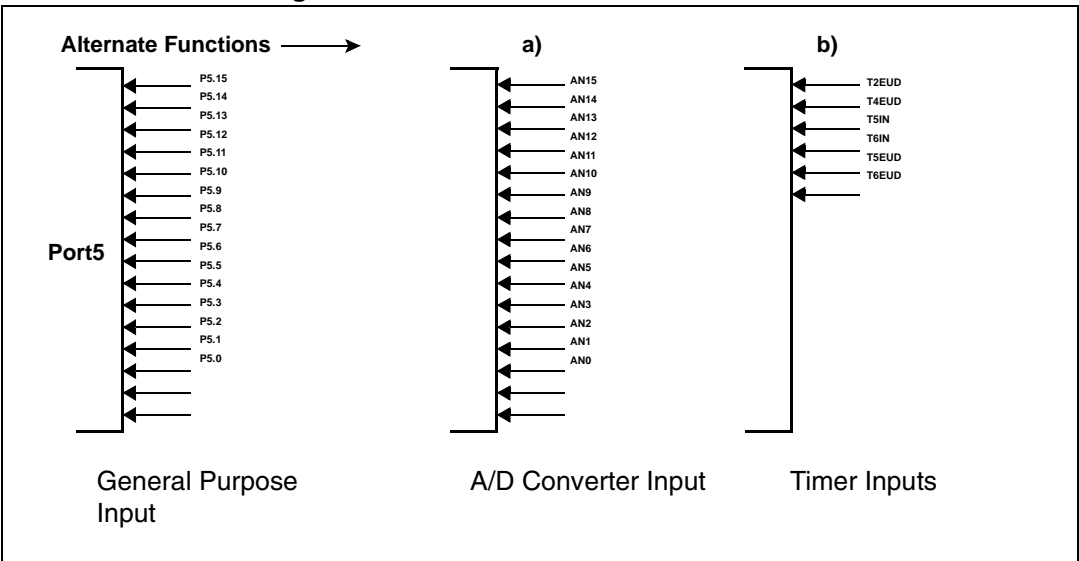 Alternate Functions
a)
b)
Port5
P5.15
P5.14
P5.13
P5.12
P5.11
P5.10
P5.9
P5.8
P5.7
P5.6
P5.5
P5.4
P5.3
P5.2
P5.1
P5.0
AN15
AN14
AN13
AN12
AN11
AN10
AN9
AN8
AN7
AN6
AN5
AN4
AN3
AN2
AN1
AN0
T2EUD
T4EUD
T5IN
T6IN
T5EUD
T6EUD
General Purpose
Input
A/D Converter Input
Timer Inputs